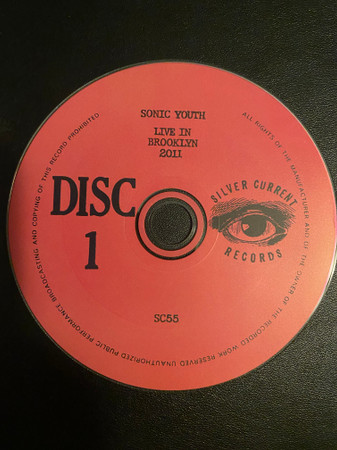 SONIC YOUTH
LIVE IN
BROOKLYN
2011
DISC
1
SILVER CURRENT
RECORDS
SC55
ALL RIGHTS OF THE MANUFACTURER AND OF THE OWNER OF THE RECORDED WORK RESERVED UNAUTHORIZED PUBLIC PERFORMANCE BROADCASTING AND COPYING OF THIS RECORD PROHIBITED